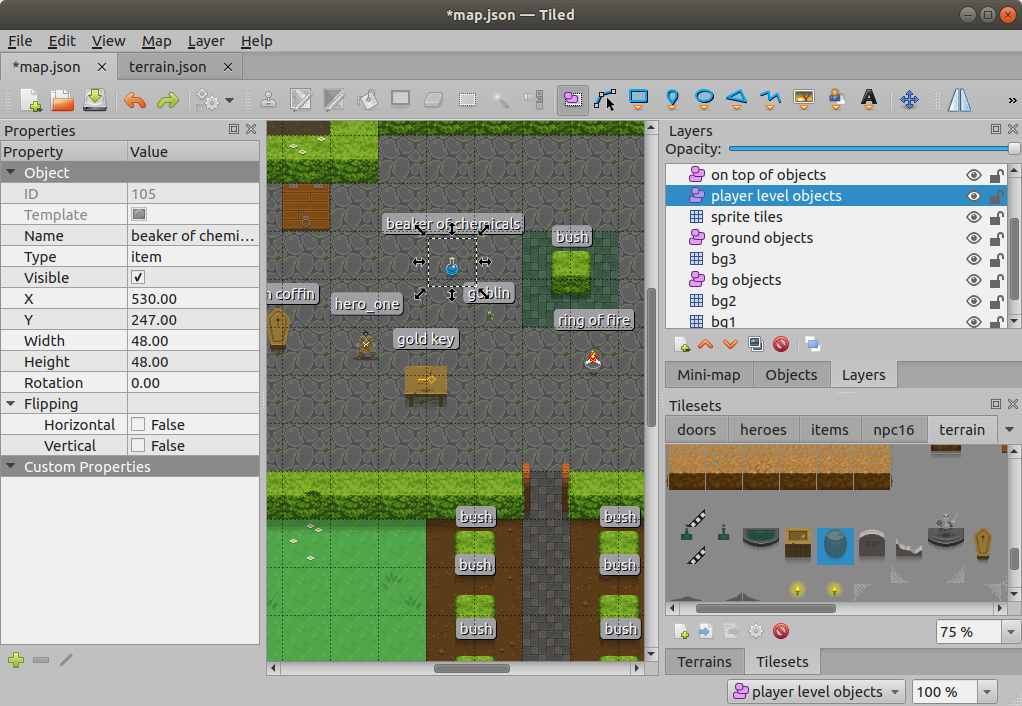 *map.json — Tiled
File Edit View Map Layer Help
*map.json terrain.json
Properties
Property Value
Object
ID 105
Template
Name beaker of chemi...
Type item
Visible
X 530.00
Y 247.00
Width 48.00
Height 48.00
Rotation 0.00
Flipping
Horizontal False
Vertical False
Custom Properties
beaker of chemicals
bush
n coffin
goblin
hero_one
ring of fire
gold key
bush bush
bush bush
bush bush
Layers
Opacity:
on top of objects
player level objects
sprite tiles
ground objects
bg3
bg objects
bg2
bg1
Mini-map Objects Layers
Tilesets
doors heroes items npc16 terrain
RIP
75 %
Terrains Tilesets
player level objects 100 %